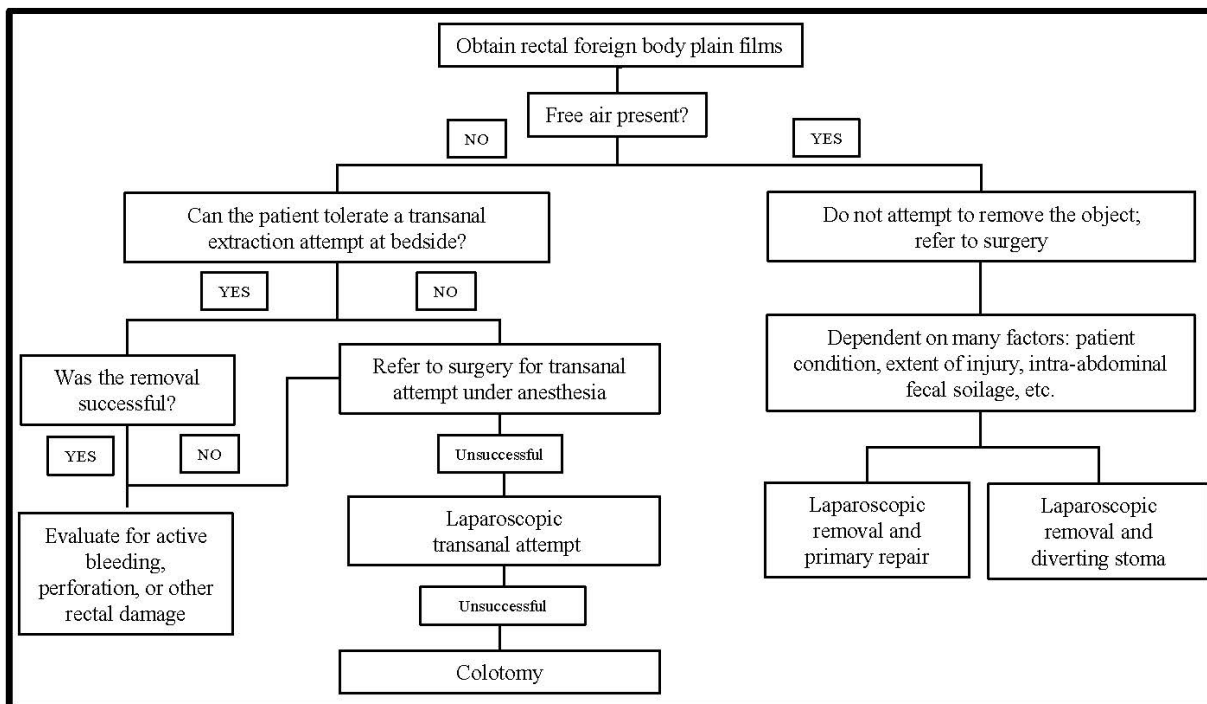 Obtain rectal foreign body plain films
Free air present?
NO
YES
Can the patient tolerate a transanal
extraction attempt at bedside?
Do not attempt to remove the object;
refer to surgery
YES
NO
Was the removal
successful?
Refer to surgery for transanal
attempt under anesthesia
Dependent on many factors: patient
condition, extent of injury, intra-abdominal
fecal soilage, etc.
YES
NO
Unsuccessful
Evaluate for active
bleeding,
perforation, or other
rectal damage
Laparoscopic
transanal attempt
Laparoscopic
removal and
primary repair
Laparoscopic
removal and
diverting stoma
Unsuccessful
Colotomy